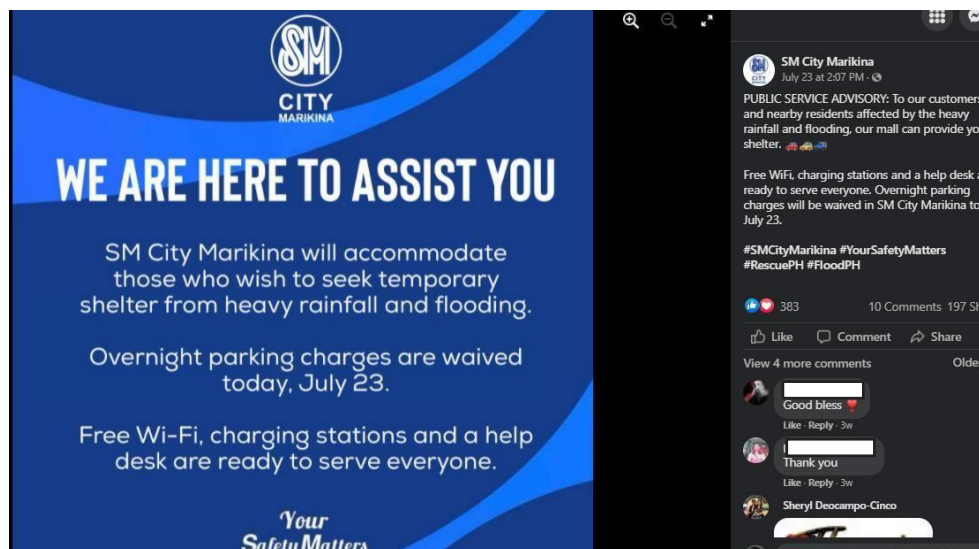 SM
CITY
MARIKINA
WE ARE HERE TO ASSIST YOU
SM City Marikina will accommodate
those who wish to seek temporary
shelter from heavy rainfall and flooding.
Overnight parking charges are waived
today, July 23.
Free Wi-Fi, charging stations and a help
desk are ready to serve everyone.
Your
Safety Matters
SM City Marikina
July 23 at 2:07 PM ·
PUBLIC SERVICE ADVISORY: To our customers
and nearby residents affected by the heavy
rainfall and flooding, our mall can provide
shelter.
Free WiFi, charging stations and a help desk
ready to serve everyone. Overnight parking
charges will be waived in SM City Marikina
July 23.
#SMCityMarikina #YourSafetyMatters
#RescuePH #FloodPH
383 10 Comments 197
Like Comment Share
View 4 more comments
Good bless
Like · Reply · 3w
Thank you
Like · Reply · 3w
Sheryl Deocampo-Cinco